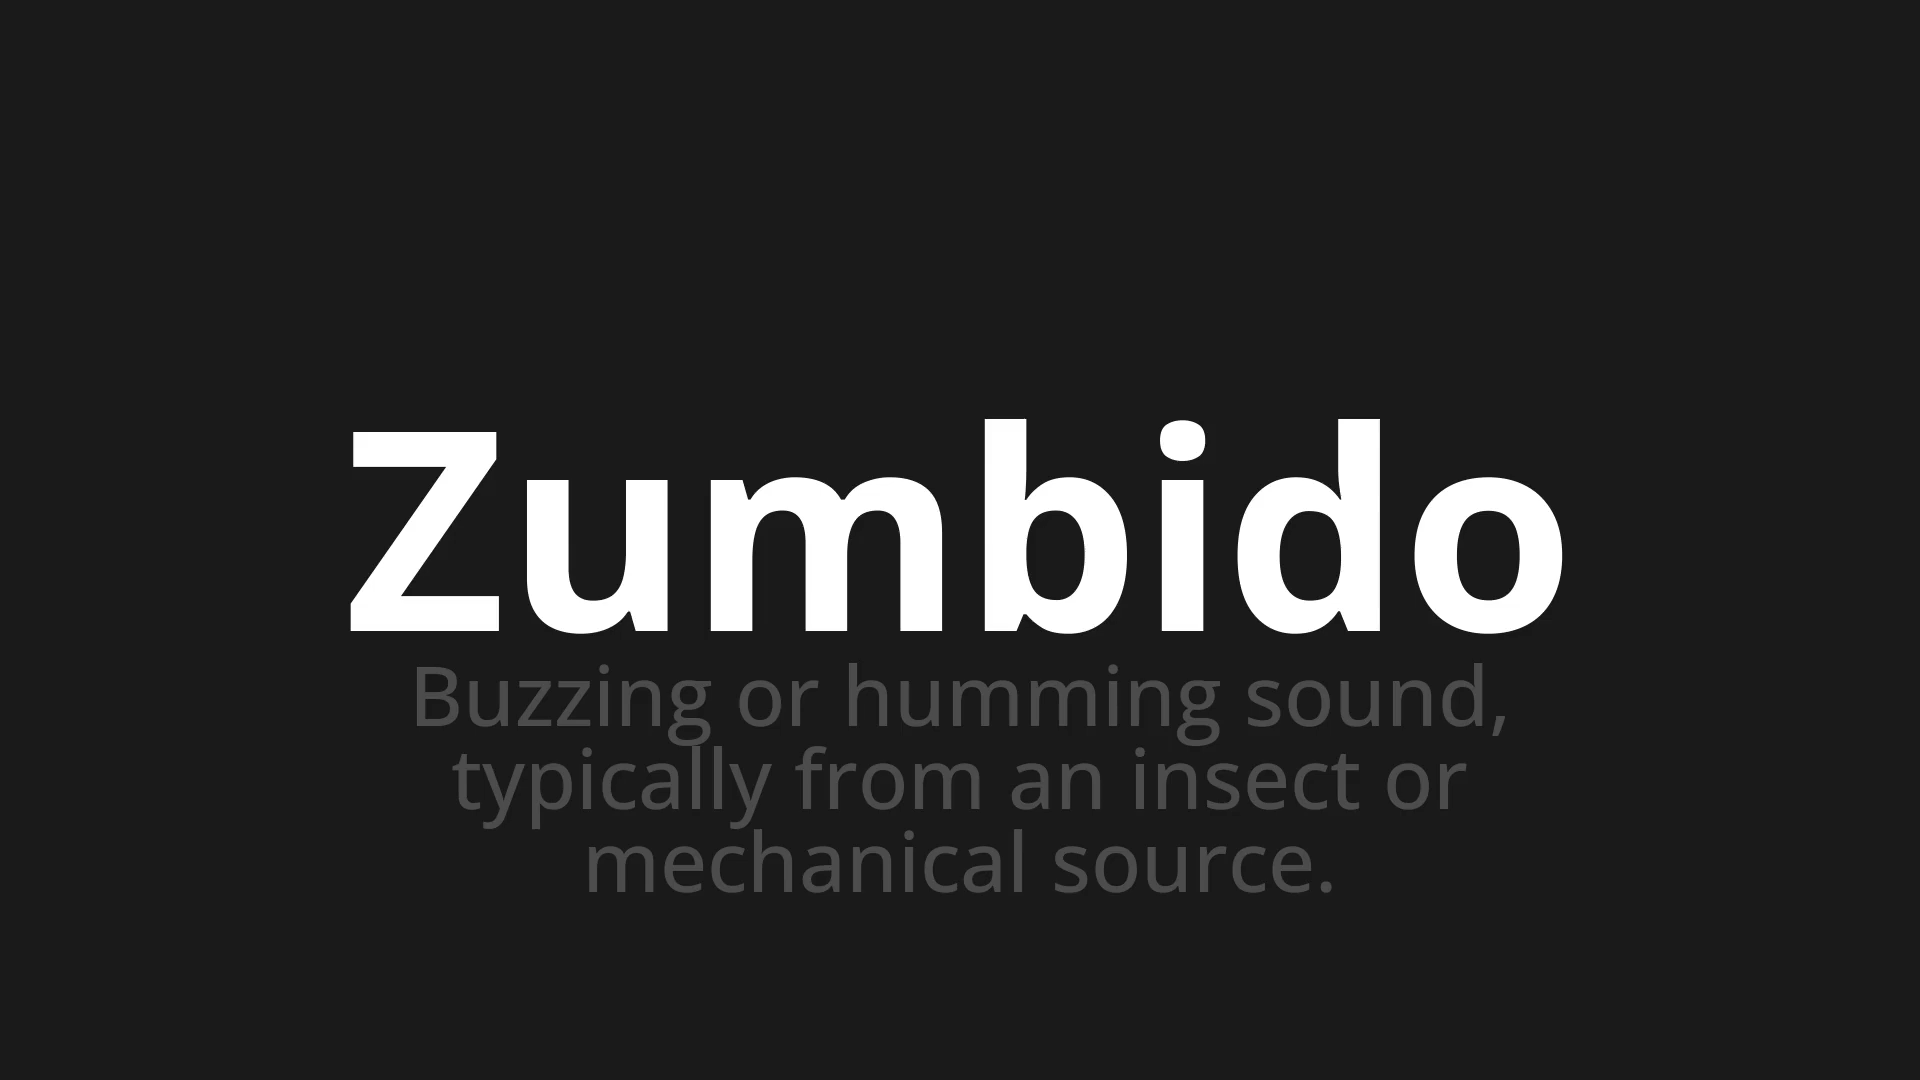 Zumbido
Buzzing or humming sound,
typically from an insect or
mechanical source.